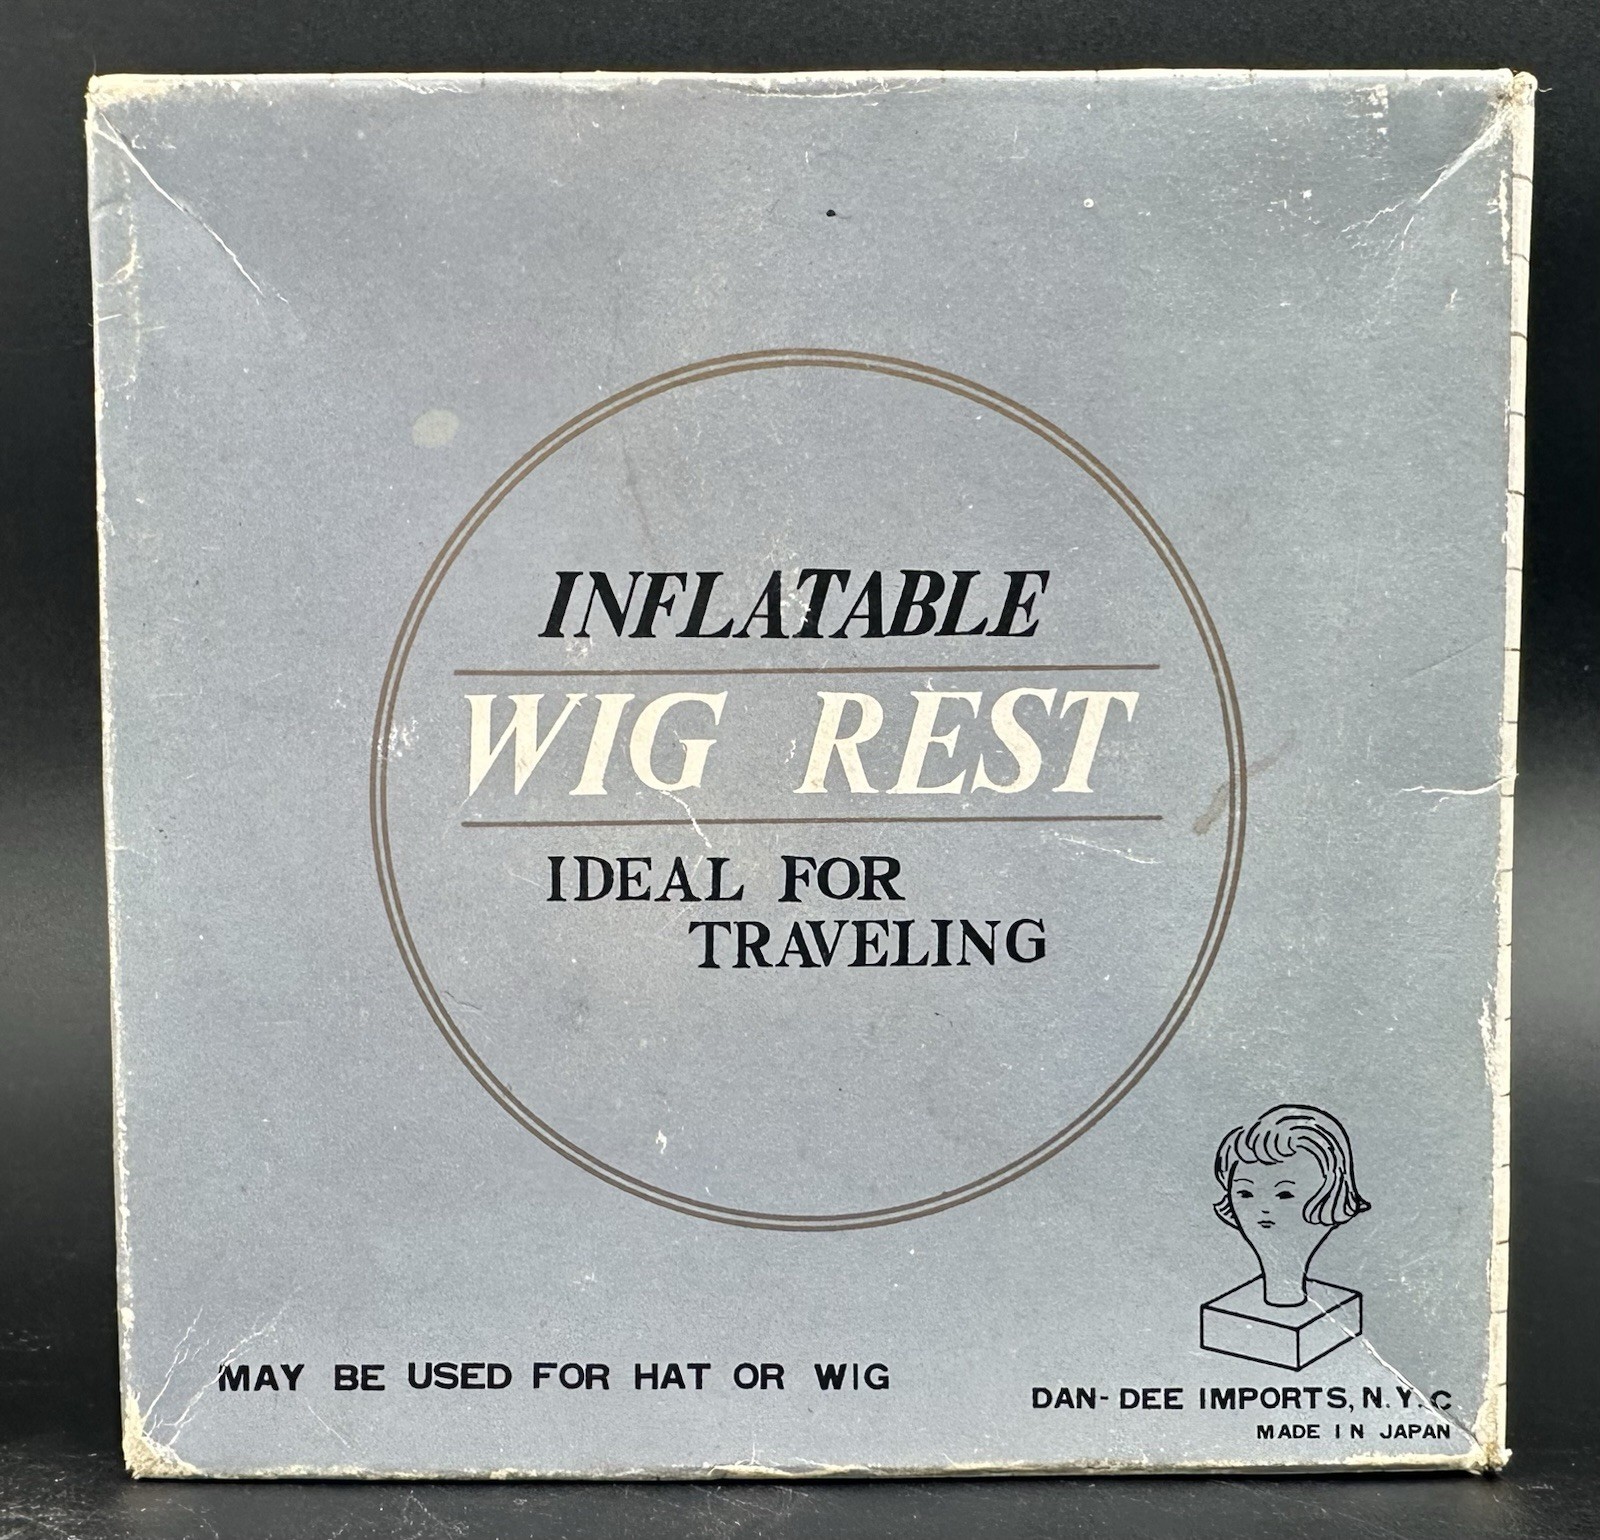 INFLATABLE
WIG REST
IDEAL FOR
TRAVELING
MAY BE USED FOR HAT OR WIG
DAN-DEE IMPORTS, N.Y.C
MADE IN JAPAN